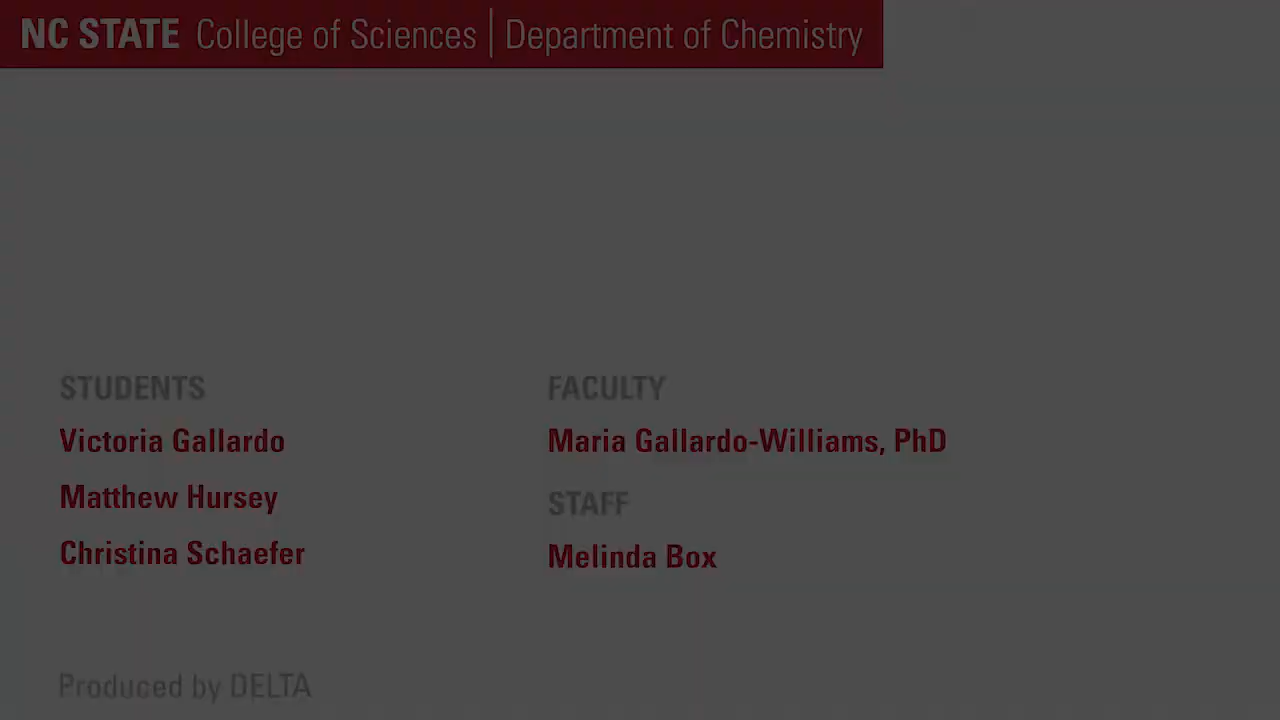 NC STATE College of Sciences | Department of Chemistry
STUDENTS
Victoria Gallardo
Matthew Hursey
Christina Schaefer
FACULTY
Maria Gallardo-Williams, PhD
STAFF
Melinda Box
Produced by DELTA